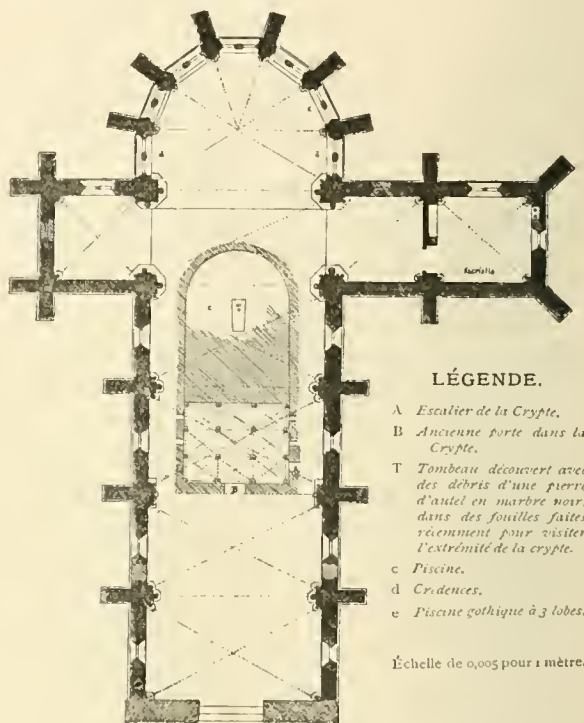 Sacristie
LÉGENDE.
A Escalier de la Crypte.
B Ancienne porte dans la
Crypte.
T Tombeau découvert avec
des débris d'une pierre
d'autel en marbre noir,
dans des fouilles faites
récemment pour visiter
l'extrémité de la crypte.
c Piscine.
d Crédences.
e Piscine gothique à 3 lobes.
Échelle de 0,005 pour 1 mètre.
B